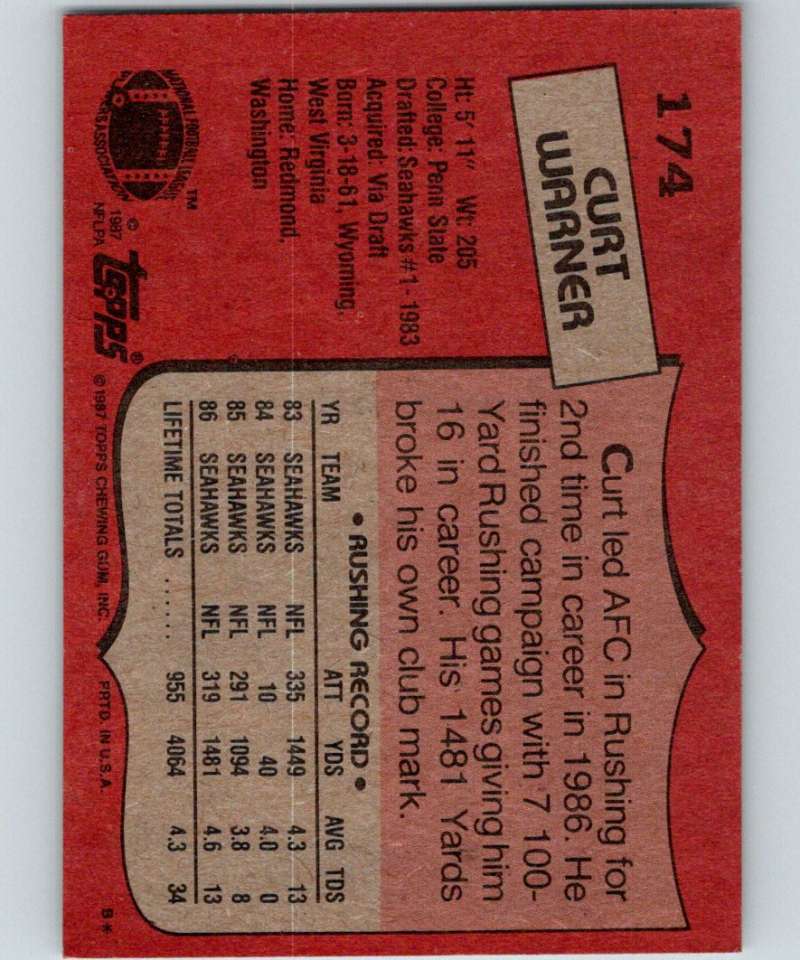 174
CURT
WARNER
Ht: 5' 11" Wt: 205
College: Penn State
Drafted: Seahawks #1 - 1983
Acquired: Via Draft
Born: 3-18-61, Wyoming,
West Virginia
Home: Redmond,
Washington
NATIONAL FOOTBALL LEAGUE
ASSOCIATION
TM
© 1987
NFLPA
topps®
Curt led AFC in Rushing for
2nd time in career in 1986. He
finished campaign with 7 100-
Yard Rushing games giving him
16 in career. His 1481 Yards
broke his own club mark.
• RUSHING RECORD •
YR TEAM ATT YDS AVG TDS
83 SEAHAWKS NFL 335 1449 4.3 13
84 SEAHAWKS NFL 10 40 4.0 0
85 SEAHAWKS NFL 291 1094 3.8 8
86 SEAHAWKS NFL 319 1481 4.6 13
LIFETIME TOTALS ...... 955 4064 4.3 34
© 1987 TOPPS CHEWING GUM, INC. PRTD. IN U.S.A. B*